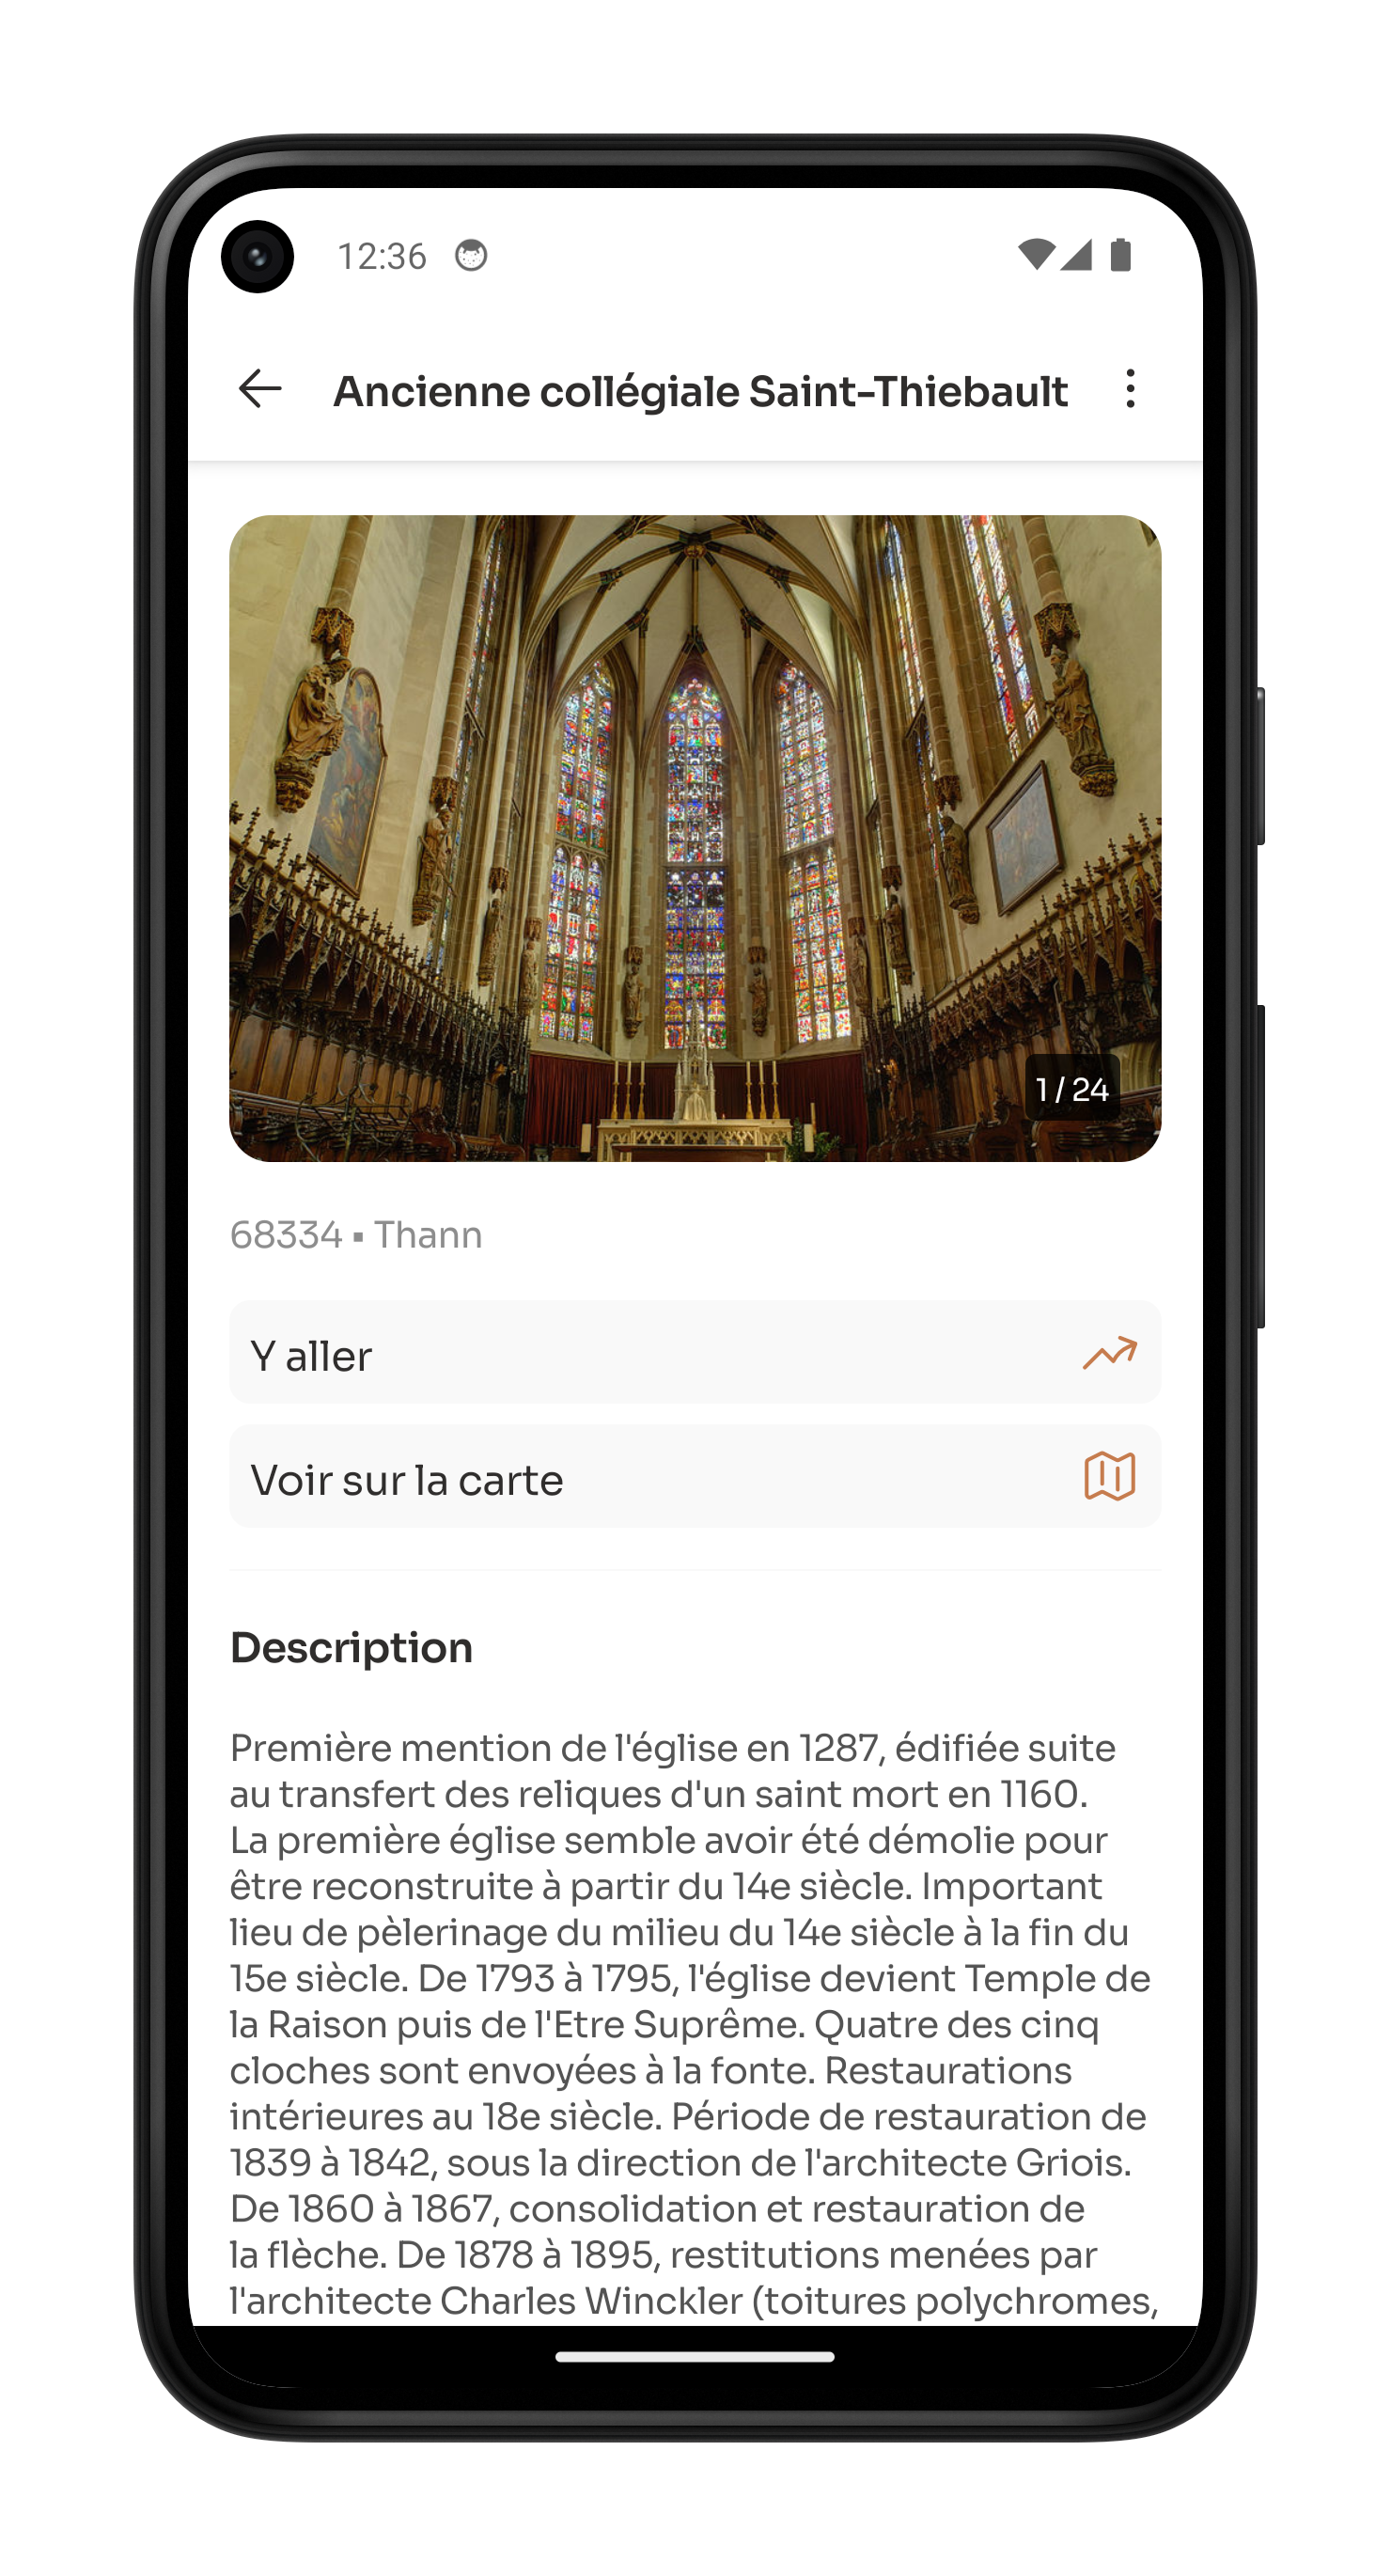 12:36
Ancienne collégiale Saint-Thiebault
1 / 24
68334 ▪ Thann
Y aller
Voir sur la carte
Description
Première mention de l'église en 1287, édifiée suite
au transfert des reliques d'un saint mort en 1160.
La première église semble avoir été démolie pour
être reconstruite à partir du 14e siècle. Important
lieu de pèlerinage du milieu du 14e siècle à la fin du
15e siècle. De 1793 à 1795, l'église devient Temple de
la Raison puis de l'Etre Suprême. Quatre des cinq
cloches sont envoyées à la fonte. Restaurations
intérieures au 18e siècle. Période de restauration de
1839 à 1842, sous la direction de l'architecte Griois.
De 1860 à 1867, consolidation et restauration de
la flèche. De 1878 à 1895, restitutions menées par
l'architecte Charles Winckler (toitures polychromes,